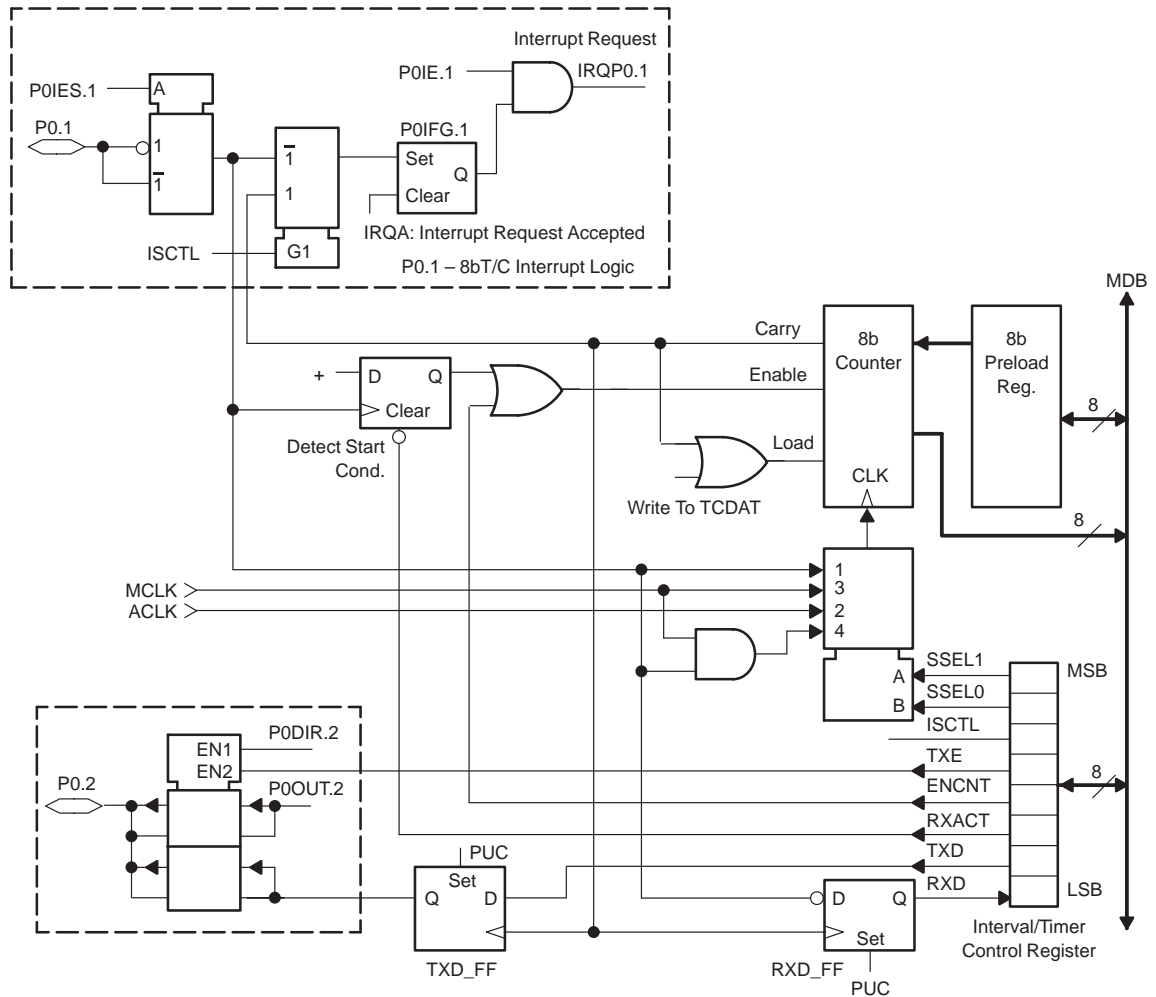 Interrupt Request
P0IE.1
IRQP0.1
P0IES.1
A
P0.1
1
1
P0IFG.1
1
1
Set
Q
Clear
IRQA: Interrupt Request Accepted
ISCTL
G1
P0.1 – 8bT/C Interrupt Logic
MDB
Carry
8b
Counter
8b
Preload
Reg.
+
D
Q
Clear
Enable
8
Detect Start
Cond.
Load
CLK
Write To TCDAT
8
MCLK
ACLK
1
3
2
4
A
B
SSEL1
SSEL0
MSB
ISCTL
P0DIR.2
EN1
EN2
TXE
P0.2
P0OUT.2
ENCNT
8
RXACT
PUC
TXD
Set
Q
D
RXD
LSB
D
Q
Set
Interval/Timer
Control Register
TXD_FF
RXD_FF
PUC